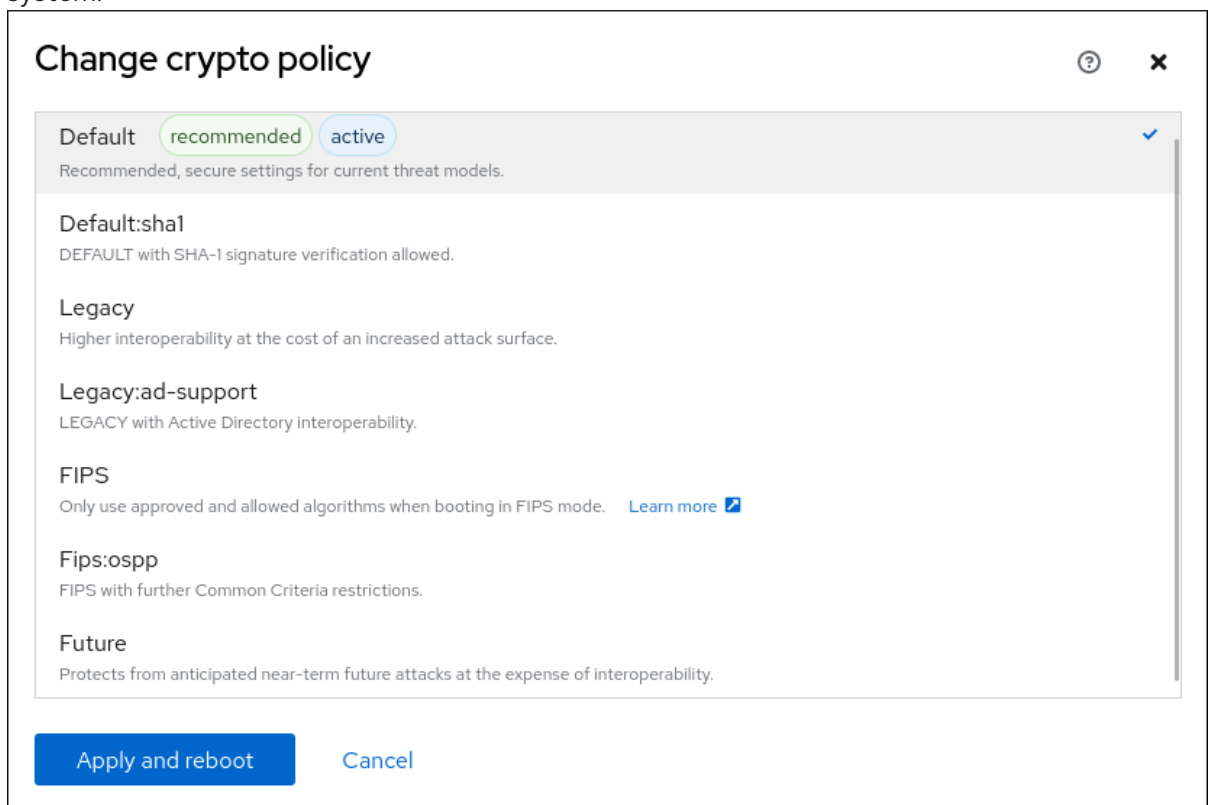 system.
Change crypto policy
Default recommended active
Recommended, secure settings for current threat models.
Default:sha1
DEFAULT with SHA-1 signature verification allowed.
Legacy
Higher interoperability at the cost of an increased attack surface.
Legacy:ad-support
LEGACY with Active Directory interoperability.
FIPS
Only use approved and allowed algorithms when booting in FIPS mode. Learn more
Fips:ospp
FIPS with further Common Criteria restrictions.
Future
Protects from anticipated near-term future attacks at the expense of interoperability.
Apply and reboot Cancel